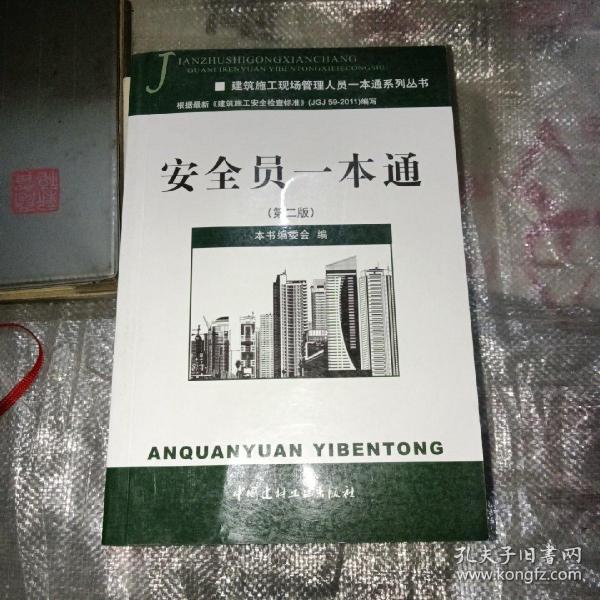 JIANZHUSHIGONGXIANCHANG
GUANLIRENYUAN YIBENTONGXILIECONGSHU
■ 建筑施工现场管理人员一本通系列丛书
根据最新《建筑施工安全检查标准》(JGJ 59-2011)编写
安全员一本通
(第二版)
本书编委会 编
ANQUANYUAN YIBENTONG
中国建材工业出版社
孔夫子旧书网
www.kongfz.com